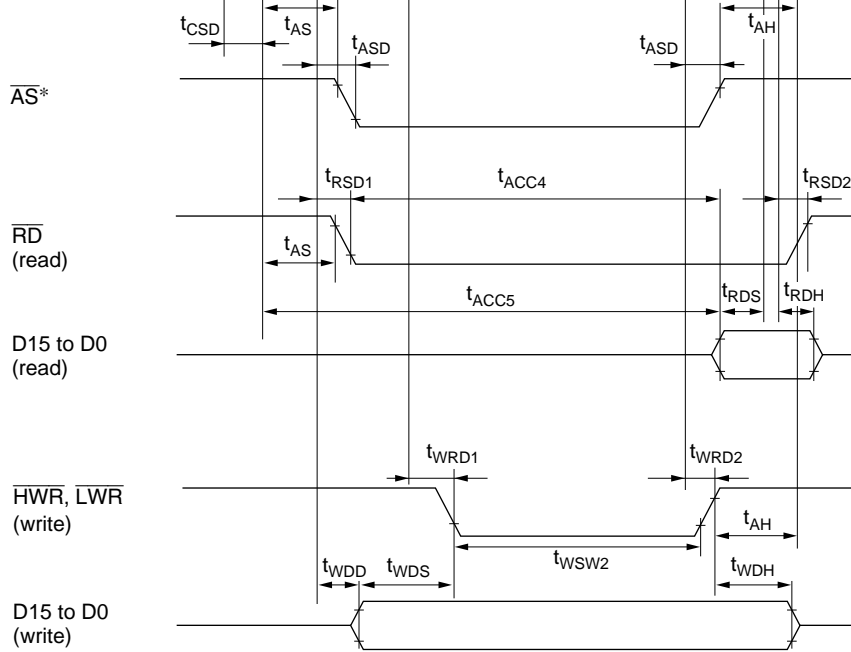 tCSD tAS tAH
tASD tASD
AS*
tRSD1 tACC4 tRSD2
RD
(read)
tAS
tACC5 tRDS tRDH
D15 to D0
(read)
tWRD1 tWRD2
HWR, LWR
(write)
tAH
tWSW2
tWDD tWDS tWDH
D15 to D0
(write)